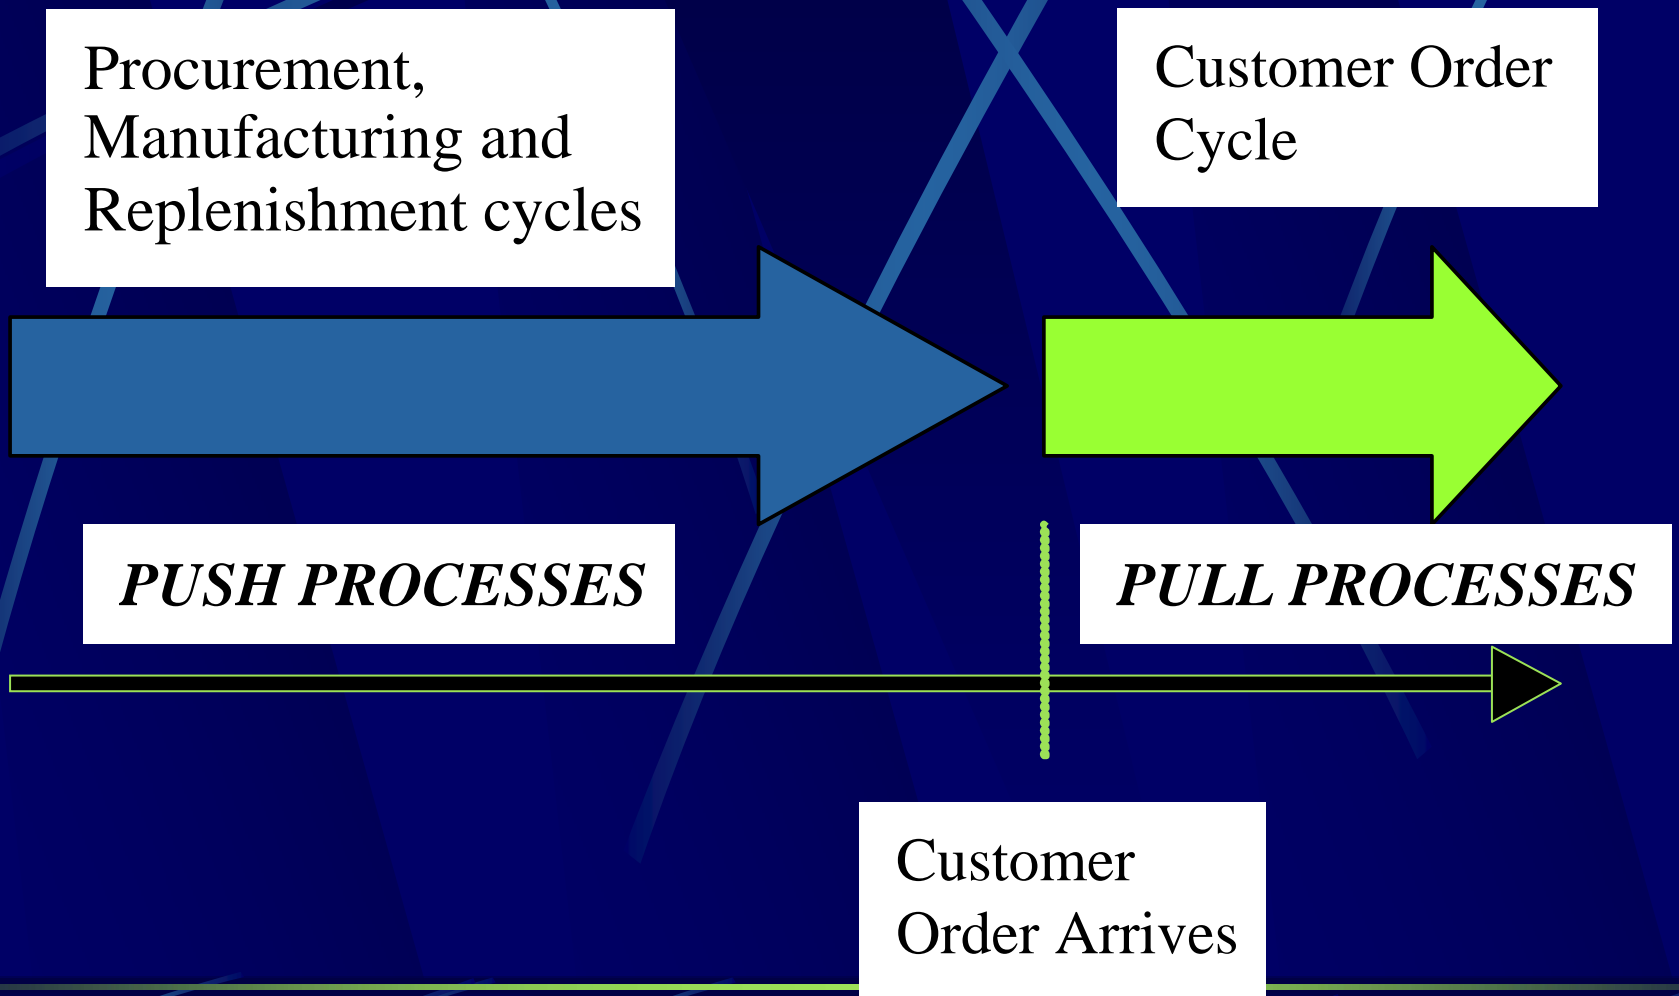 Procurement,
Manufacturing and
Replenishment cycles
Customer Order
Cycle
PUSH PROCESSES
PULL PROCESSES
Customer
Order Arrives